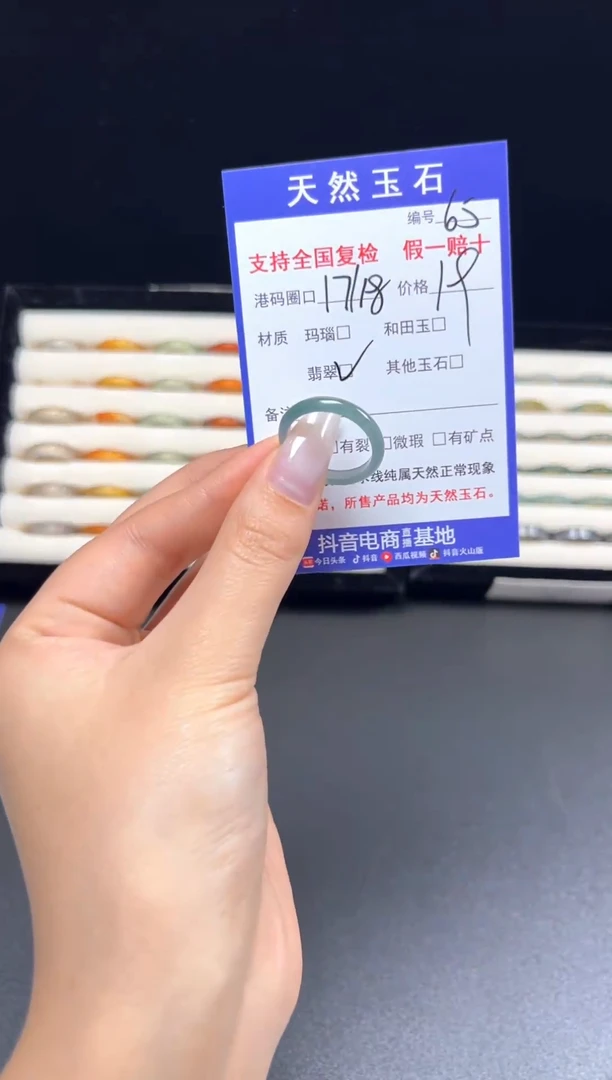 天然玉石
编号 65
支持全国复检 假一赔十
港码圈口 17/18 价格 19
材质 玛瑙□ 和田玉□
翡翠□✓ 其他玉石□
备
□有裂 □微瑕 □有矿点
水线纯属天然正常现象
诺，所售产品均为天然玉石。
抖音电商直播基地
今日头条 抖音 西瓜视频 抖音火山版